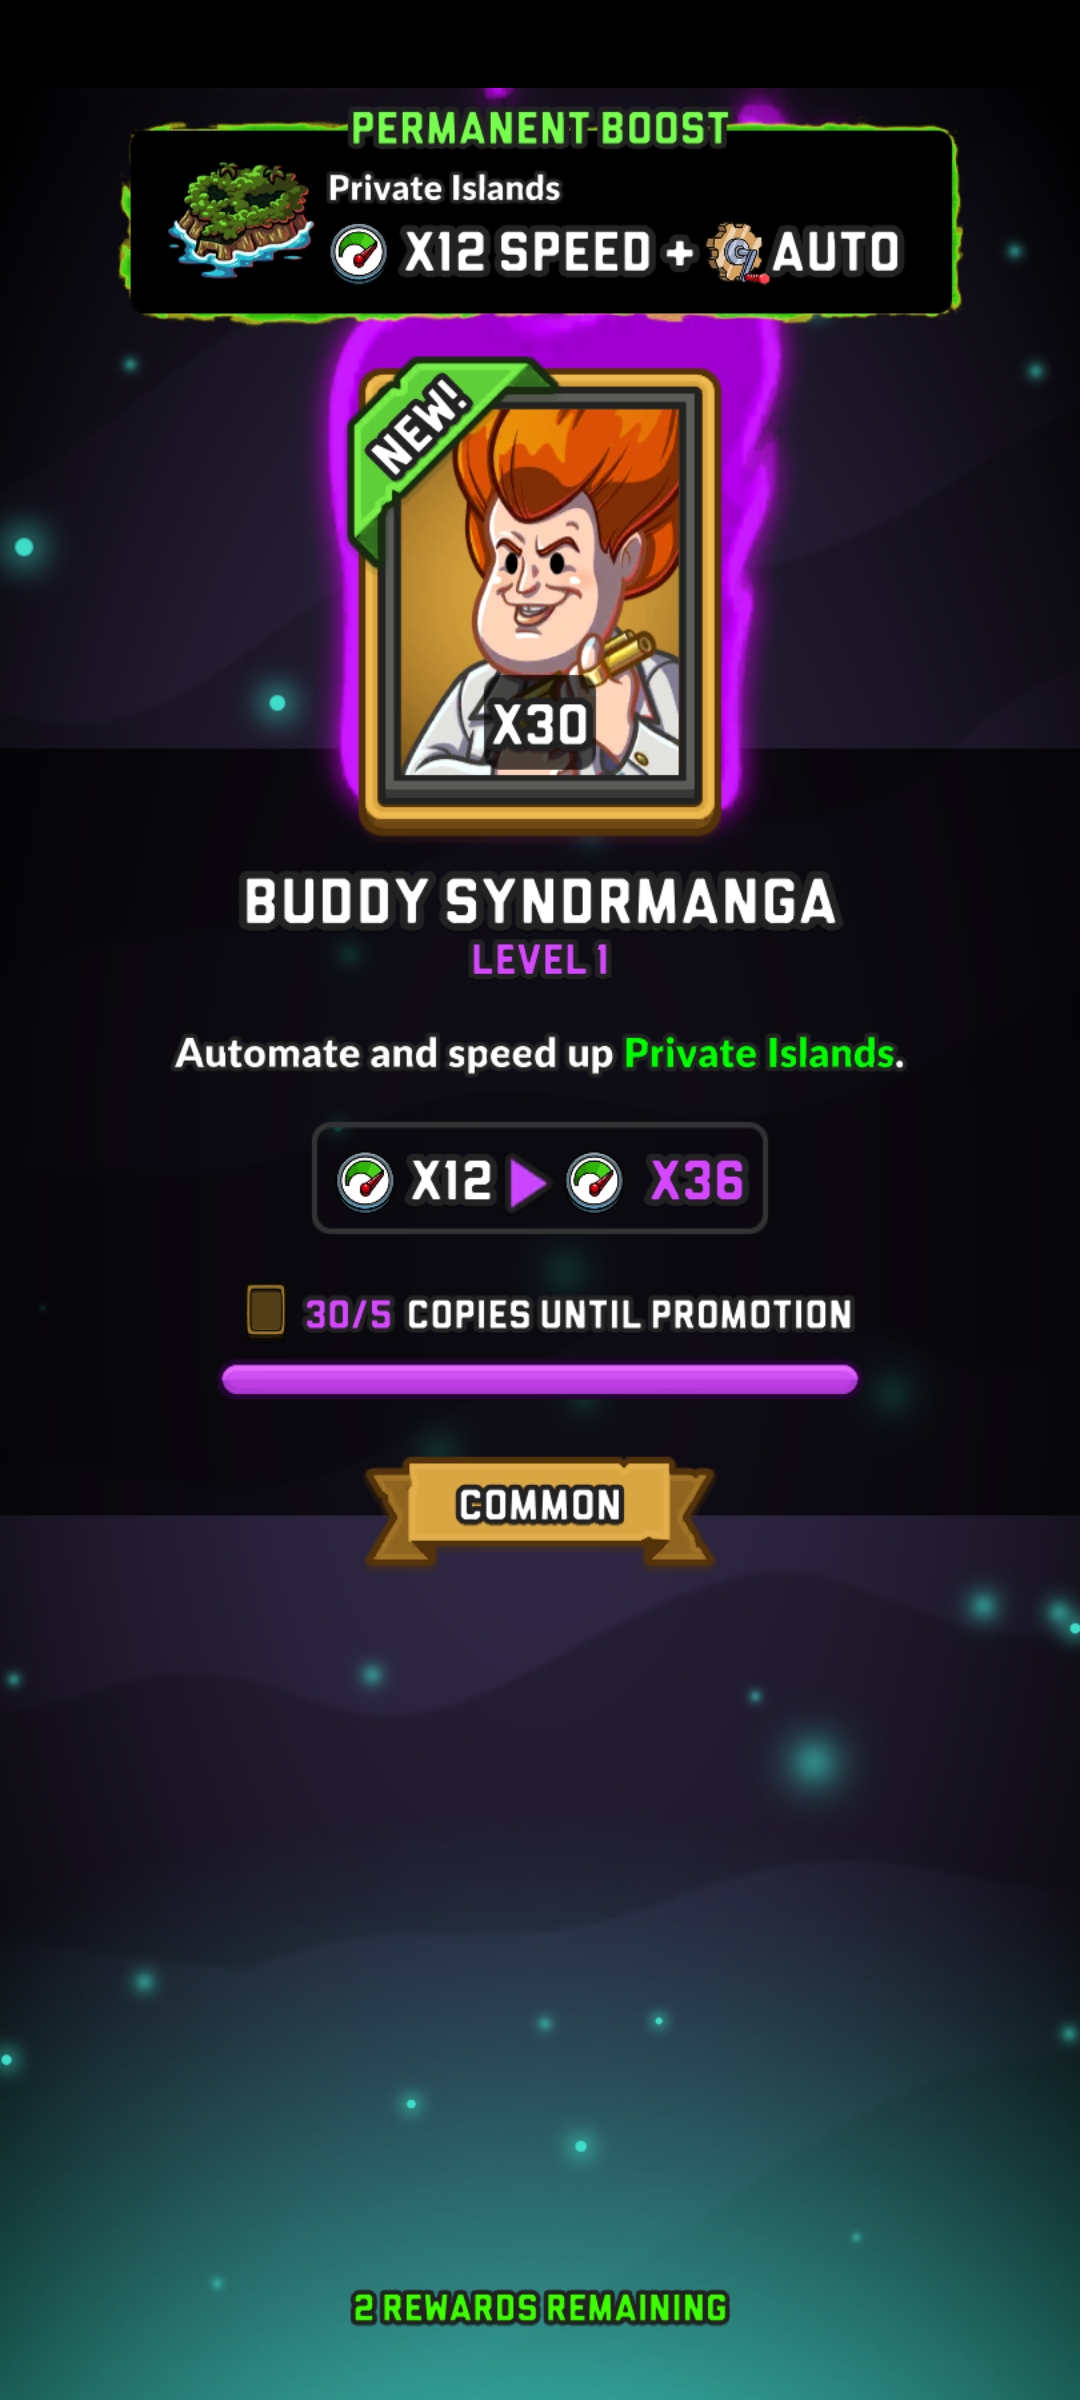 PERMANENT BOOST
Private Islands
X12 SPEED + AUTO
NEW!
X30
BUDDY SYNDRMANGA
LEVEL 1
Automate and speed up Private Islands.
X12 X36
30/5 COPIES UNTIL PROMOTION
COMMON
2 REWARDS REMAINING